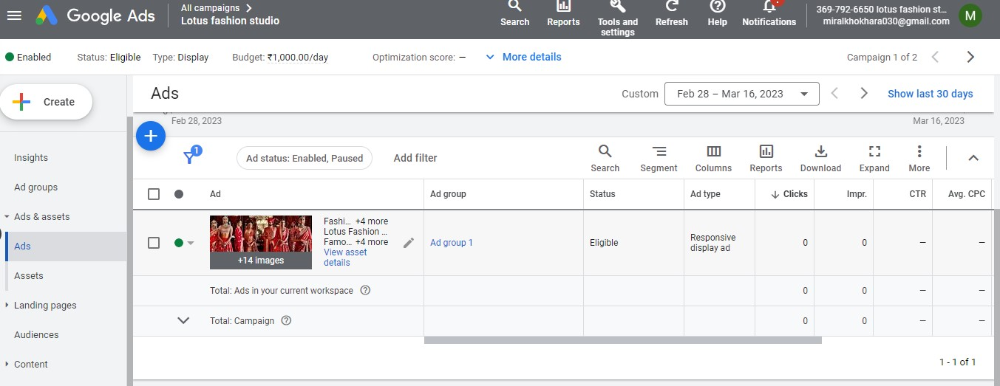 Google Ads
All campaigns
Lotus fashion studio
Search
Reports
Tools and
settings
Refresh
Help
Notifications
369-792-6650 lotus fashion st...
miralkhokhara030@gmail.com
M
Enabled
Status: Eligible
Type: Display
Budget: ₹1,000.00/day
Optimization score: —
More details
Campaign 1 of 2
Create
Ads
Custom
Feb 28 – Mar 16, 2023
Show last 30 days
Feb 28, 2023
Mar 16, 2023
Insights
Ad groups
Ads & assets
Ads
Assets
Landing pages
Audiences
Content
1
Ad status: Enabled, Paused
Add filter
Search
Segment
Columns
Reports
Download
Expand
More
Ad
Ad group
Status
Ad type
Clicks
Impr.
CTR
Avg. CPC
+14 images
Fashi... +4 more
Lotus Fashion ...
Famo... +4 more
View asset
details
Ad group 1
Eligible
Responsive
display ad
0
0
—
—
Total: Ads in your current workspace
0
0
—
—
Total: Campaign
0
0
—
—
1 - 1 of 1